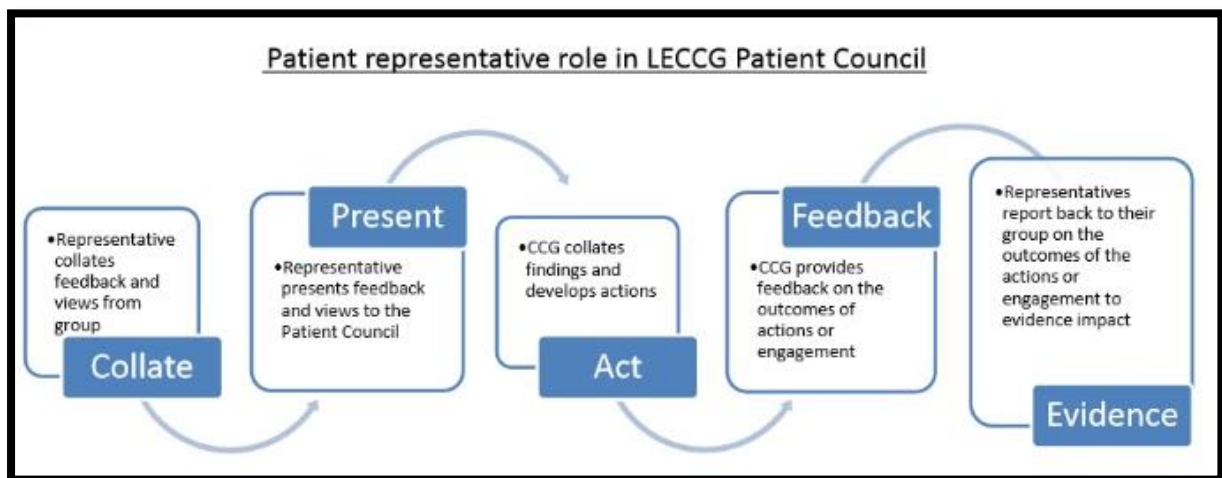 Patient representative role in LECCG Patient Council
•Representative
collates
feedback and
views from
group
Collate
Present
•Representative
presents feedback
and views to the
Patient Council
•CCG collates
findings and
develops actions
Act
Feedback
•CCG provides
feedback on the
outcomes of
actions or
engagement
•Representatives
report back to their
group on the
outcomes of the
actions or
engagement to
evidence impact
Evidence